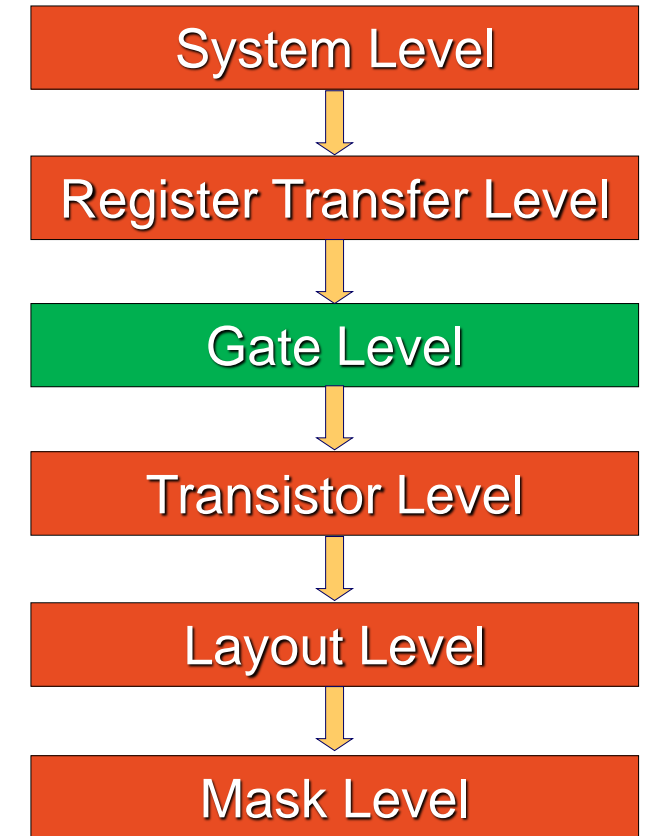 System Level
Register Transfer Level
Gate Level
Transistor Level
Layout Level
Mask Level